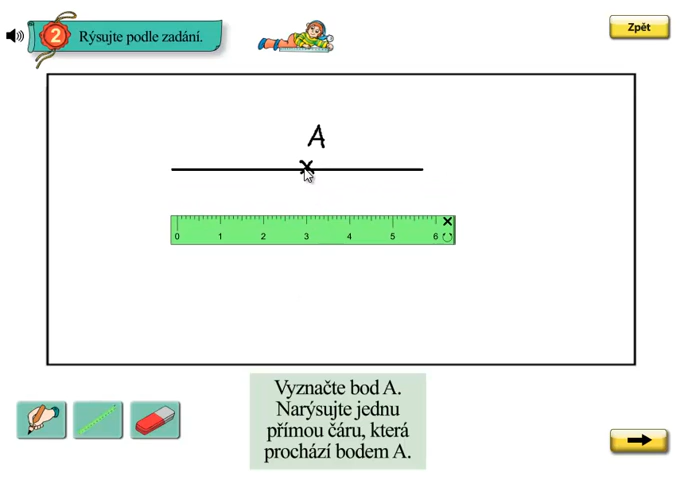 2 Rýsujte podle zadání.
Zpět
A
0 1 2 3 4 5 6
Vyznačte bod A.
Narýsujte jednu
přímou čáru, která
prochází bodem A.